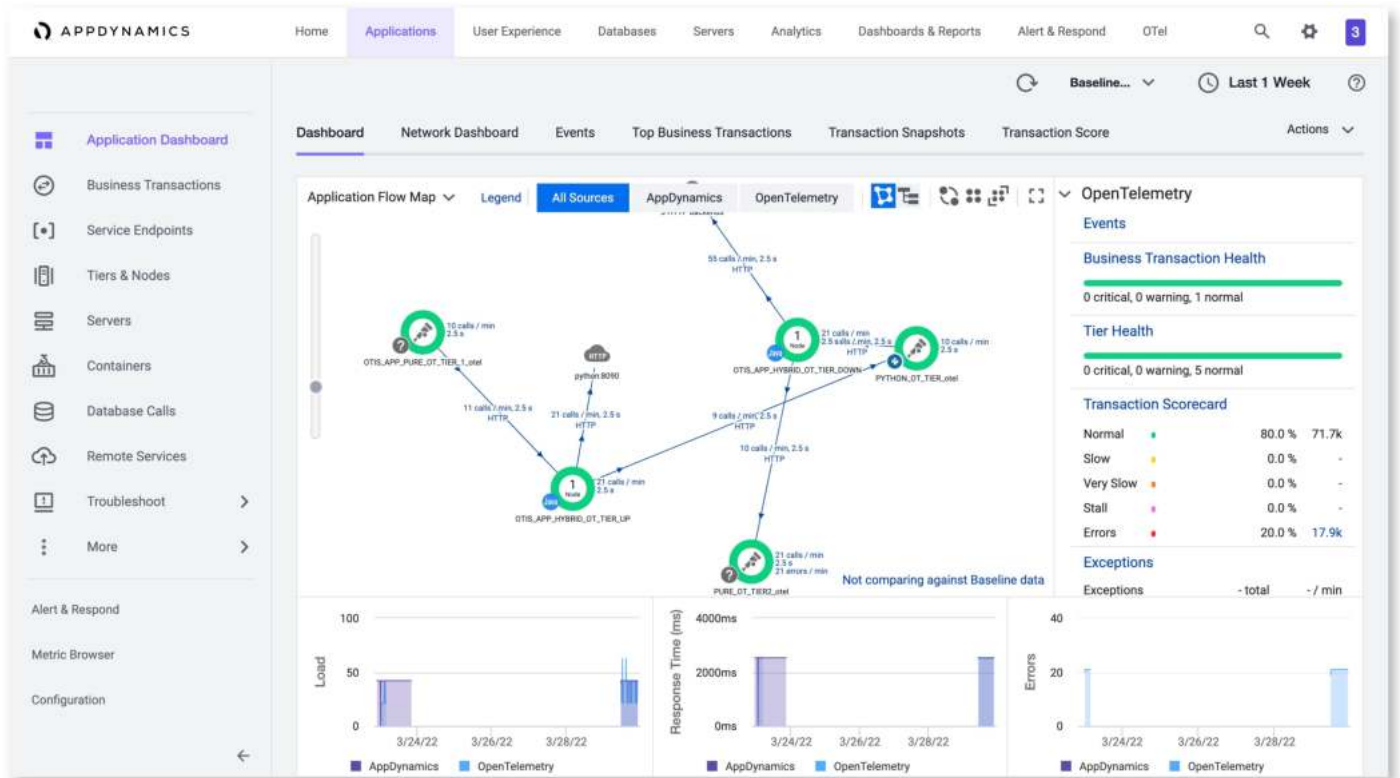 APPDYNAMICS
Home Applications User Experience Databases Servers Analytics Dashboards & Reports Alert & Respond OTel 3
Baseline... Last 1 Week
Application Dashboard
Business Transactions
Service Endpoints
Tiers & Nodes
Servers
Containers
Database Calls
Remote Services
Troubleshoot
More
Alert & Respond
Metric Browser
Configuration
Dashboard Network Dashboard Events Top Business Transactions Transaction Snapshots Transaction Score Actions
Application Flow Map Legend All Sources AppDynamics OpenTelemetry
55 calls / min, 2.5 s
HTTP
10 calls / min
2.5 s
OTIS_APP_PURE_OT_TIER_1_otel
HTTP
python:8090
1
Node
Java
21 calls / min
HTTP
OTIS_APP_HYBRID_OT_TIER_DOWN
10 calls / min
2.5 s
PYTHON_OT_TIER_otel
11 calls / min, 2.5 s
HTTP
21 calls / min, 2.5 s
HTTP
9 calls / min, 2.5 s
HTTP
10 calls / min, 2.5 s
HTTP
1
Node
Java
21 calls / min
2.5 s
OTIS_APP_HYBRID_OT_TIER_UP
21 calls / min
2.5 s
21 errors / min
PURE_OT_TIER2_otel
Not comparing against Baseline data
OpenTelemetry
Events
Business Transaction Health
0 critical, 0 warning, 1 normal
Tier Health
0 critical, 0 warning, 5 normal
Transaction Scorecard
Normal 80.0 % 71.7k
Slow 0.0 % -
Very Slow 0.0 % -
Stall 0.0 % -
Errors 20.0 % 17.9k
Exceptions
Exceptions - total - / min
Load
100
50
0
3/24/22 3/26/22 3/28/22
AppDynamics OpenTelemetry
Response Time (ms)
4000ms
2000ms
0ms
3/24/22 3/26/22 3/28/22
AppDynamics OpenTelemetry
Errors
40
20
0
3/24/22 3/26/22 3/28/22
AppDynamics OpenTelemetry